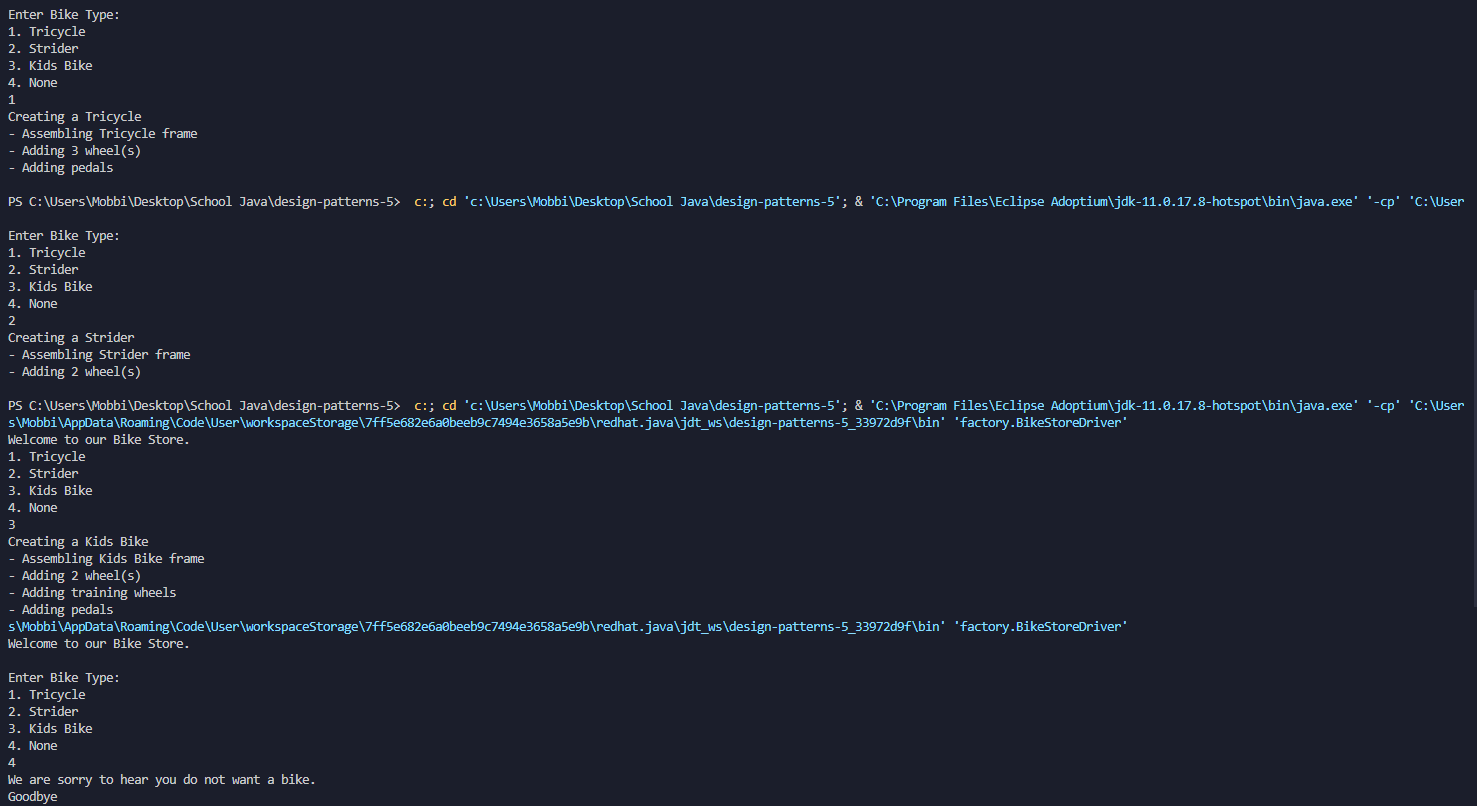 Enter Bike Type:
1. Tricycle
2. Strider
3. Kids Bike
4. None
1
Creating a Tricycle
- Assembling Tricycle frame
- Adding 3 wheel(s)
- Adding pedals
PS C:\Users\Mobbi\Desktop\School Java\design-patterns-5>  c:; cd 'c:\Users\Mobbi\Desktop\School Java\design-patterns-5'; & 'C:\Program Files\Eclipse Adoptium\jdk-11.0.17.8-hotspot\bin\java.exe' '-cp' 'C:\User
Enter Bike Type:
1. Tricycle
2. Strider
3. Kids Bike
4. None
2
Creating a Strider
- Assembling Strider frame
- Adding 2 wheel(s)
PS C:\Users\Mobbi\Desktop\School Java\design-patterns-5>  c:; cd 'c:\Users\Mobbi\Desktop\School Java\design-patterns-5'; & 'C:\Program Files\Eclipse Adoptium\jdk-11.0.17.8-hotspot\bin\java.exe' '-cp' 'C:\User
s\Mobbi\AppData\Roaming\Code\User\workspaceStorage\7ff5e682e6a0beeb9c7494e3658a5e9b\redhat.java\jdt_ws\design-patterns-5_33972d9f\bin' 'factory.BikeStoreDriver'
Welcome to our Bike Store.
1. Tricycle
2. Strider
3. Kids Bike
4. None
3
Creating a Kids Bike
- Assembling Kids Bike frame
- Adding 2 wheel(s)
- Adding training wheels
- Adding pedals
s\Mobbi\AppData\Roaming\Code\User\workspaceStorage\7ff5e682e6a0beeb9c7494e3658a5e9b\redhat.java\jdt_ws\design-patterns-5_33972d9f\bin' 'factory.BikeStoreDriver'
Welcome to our Bike Store.
Enter Bike Type:
1. Tricycle
2. Strider
3. Kids Bike
4. None
4
We are sorry to hear you do not want a bike.
Goodbye